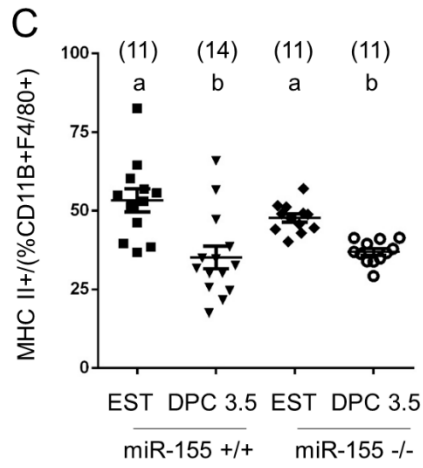 C
(11) (14) (11) (11)
a b a b
MHC II+/(%CD11B+F4/80+)
100
75
50
25
0
EST DPC 3.5 EST DPC 3.5
miR-155 +/+ miR-155 -/-